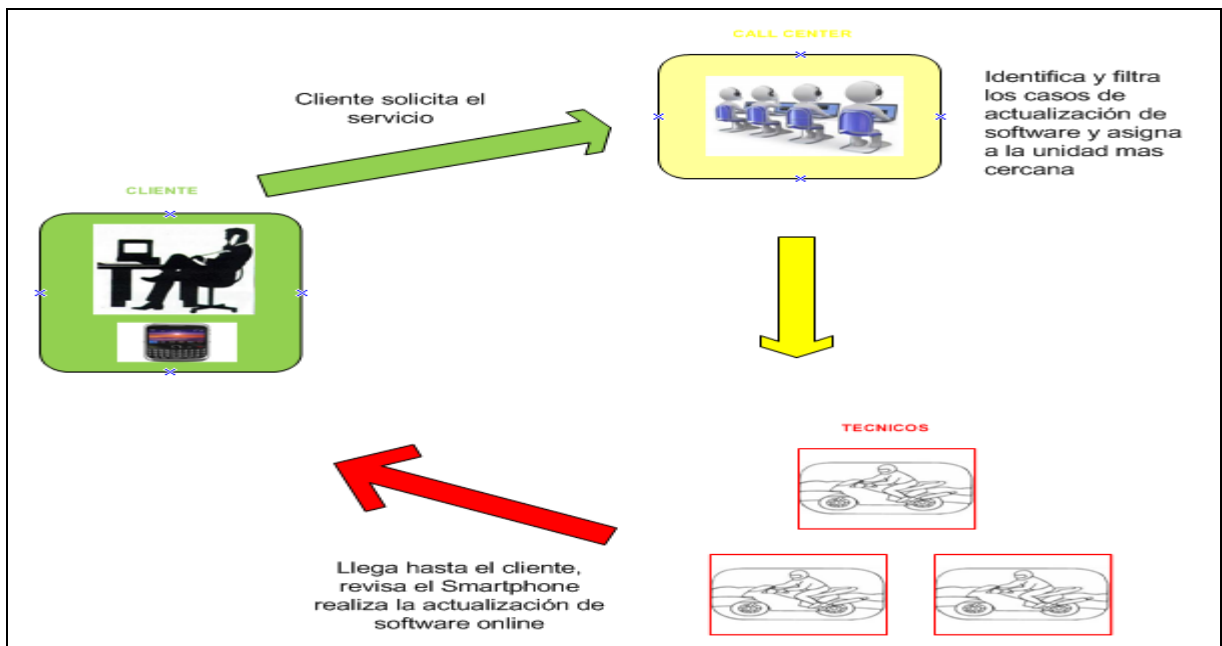 CALL CENTER
Cliente solicita el
servicio
Identifica y filtra
los casos de
actualización de
software y asigna
a la unidad mas
cercana
CLIENTE
TECNICOS
Llega hasta el cliente,
revisa el Smartphone
realiza la actualización de
software online